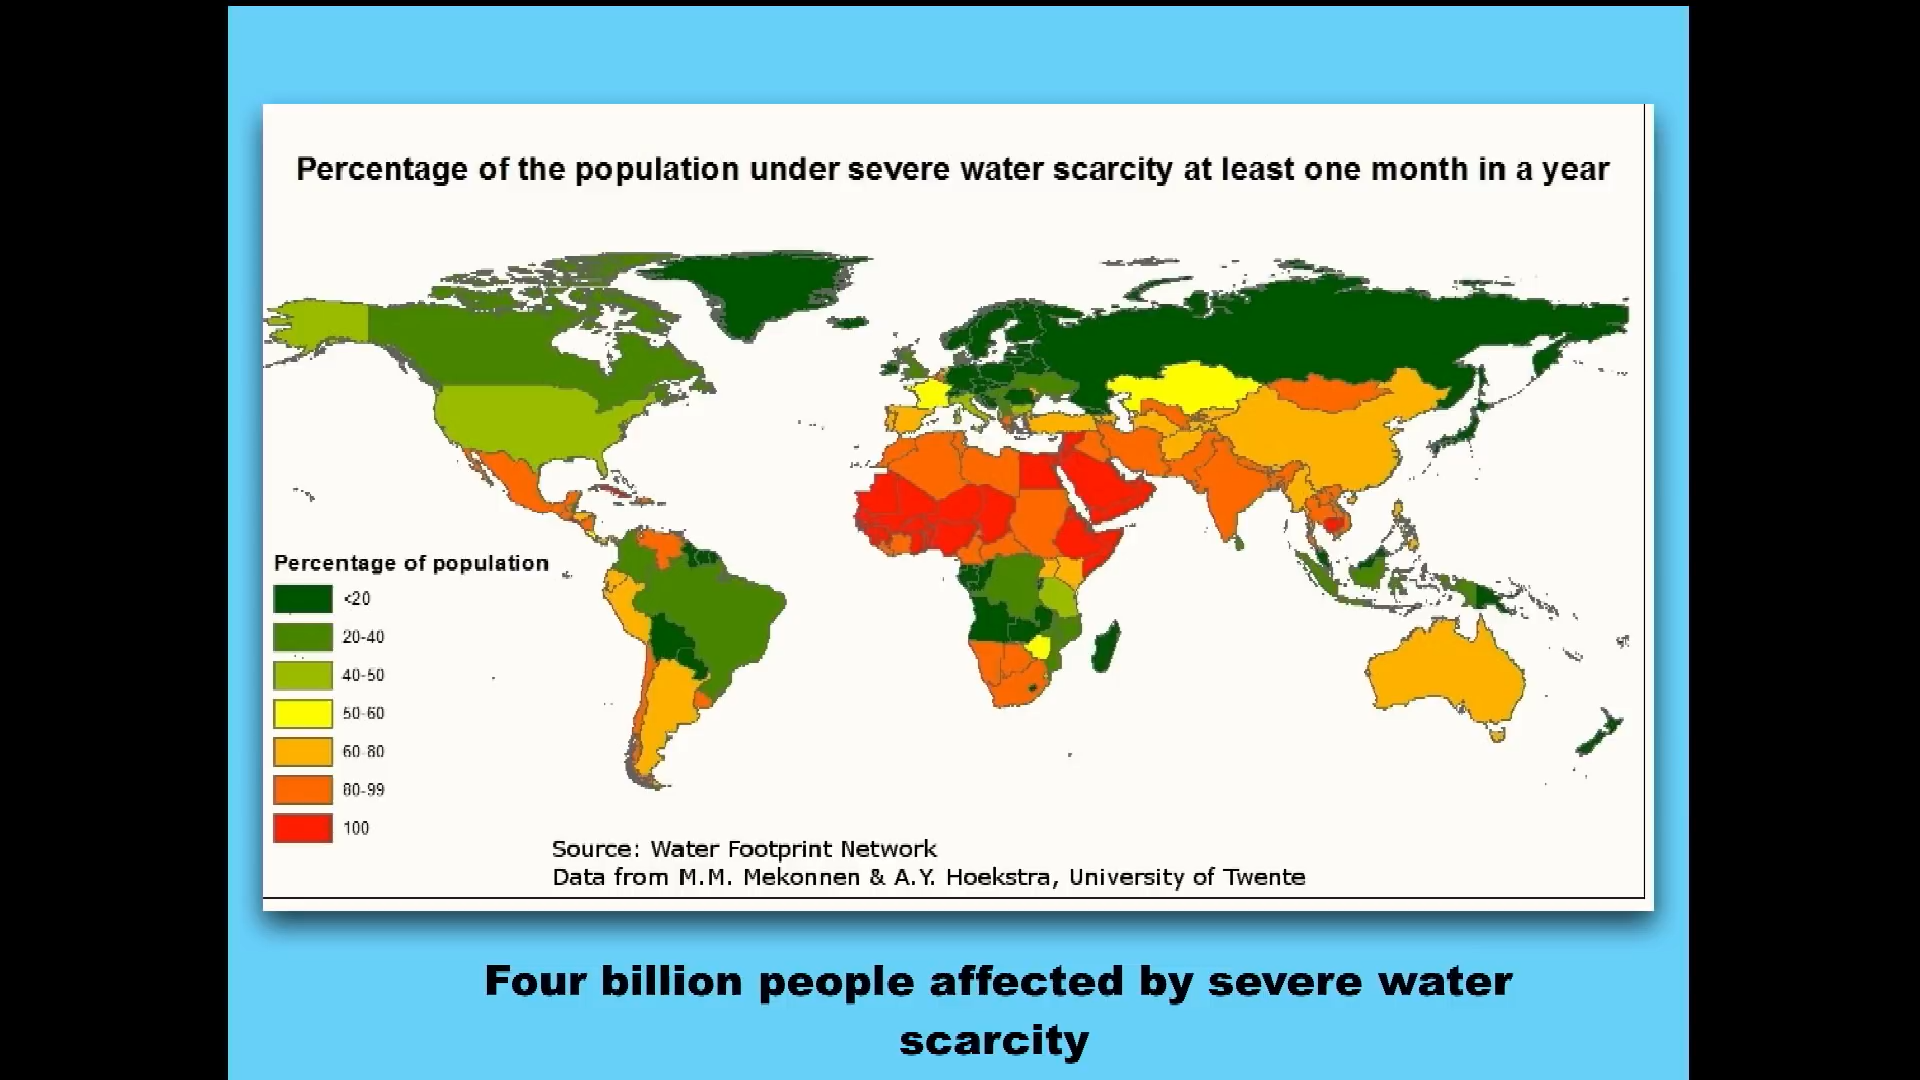 Percentage of the population under severe water scarcity at least one month in a year
Percentage of population
<20
20-40
40-50
50-60
60-80
80-99
100
Source: Water Footprint Network
Data from M.M. Mekonnen & A.Y. Hoekstra, University of Twente
Four billion people affected by severe water
scarcity